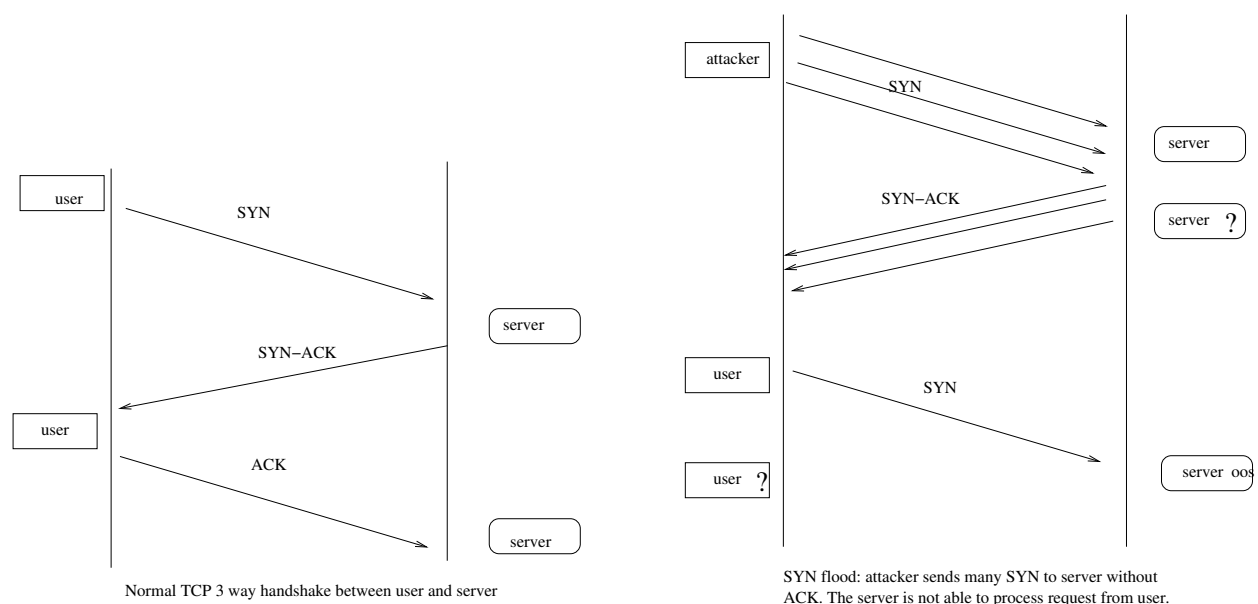 user
SYN
server
SYN−ACK
user
ACK
server
Normal TCP 3 way handshake between user and server
attacker
SYN
server
SYN−ACK
server ?
user
SYN
server oos
user ?
SYN flood: attacker sends many SYN to server without
ACK. The server is not able to process request from user.